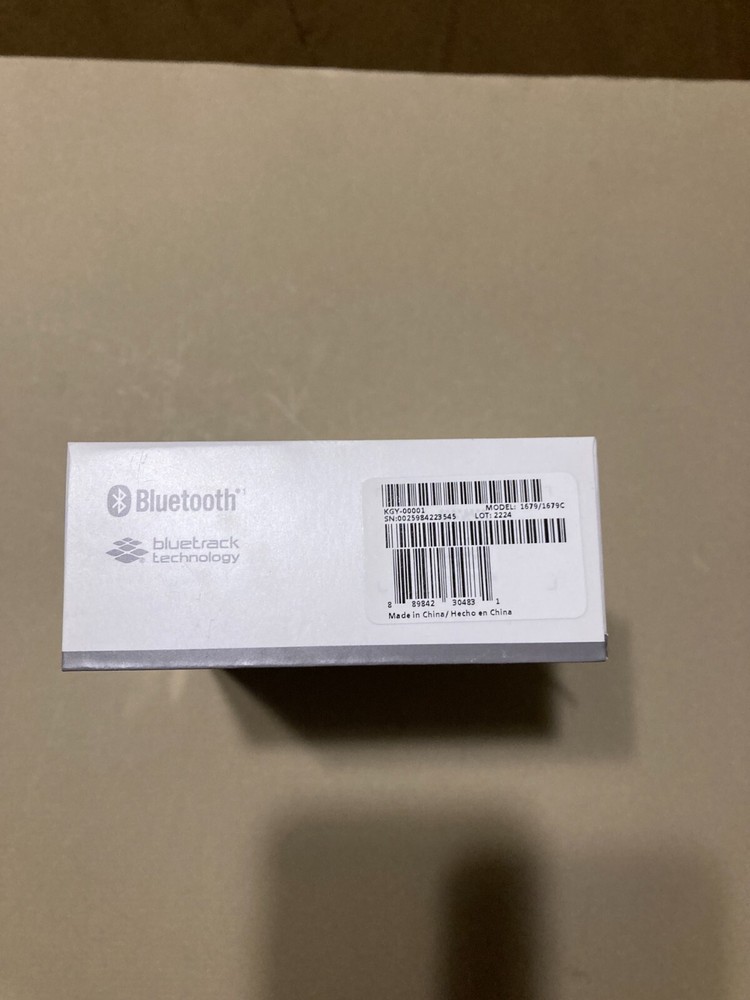 Bluetooth®
bluetrack
technology
KGY-00001 MODEL: 1679/1679C
SN:0025984223545 LOT: 2224
8 89842 30483 1
Made in China/ Hecho en China